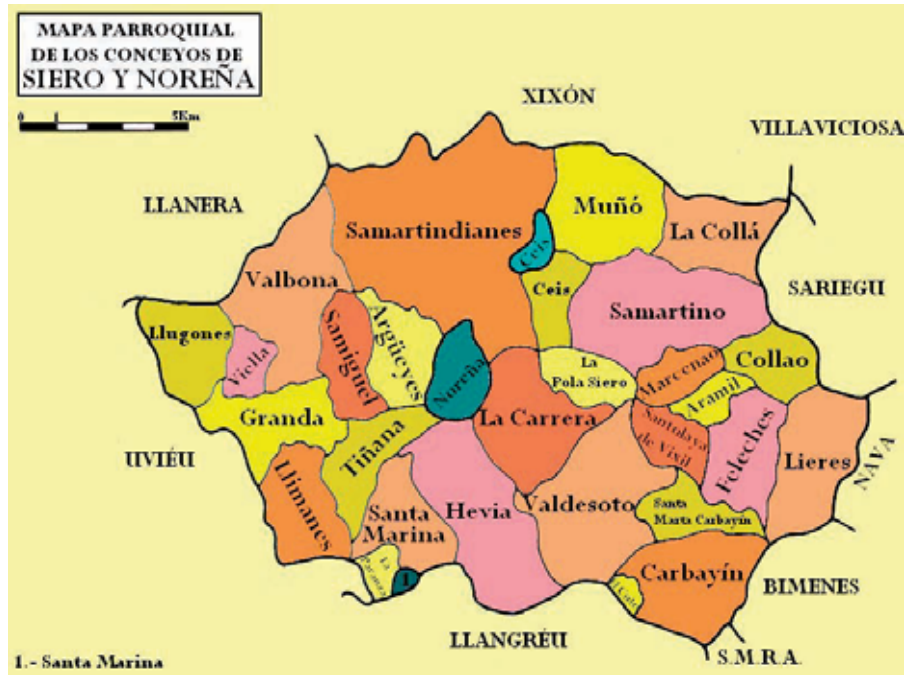 MAPA PARROQUIAL
DE LOS CONCEYOS DE
SIERO Y NOREÑA
0
5Km
XIXÓN
VILLAVICIOSA
LLANERA
Muñó
La Collá
Samartindianes
Ceis
Valbona
Ceis
SARIEGU
Samartino
Llugones
Viella
Samiguel
Argüeyes
Noreña
La
Pola Siero
Marcenao
Collao
Aramil
Granda
La Carrera
Santolaya
de Vixil
UVIÉU
Tiñana
Feleches
Lieres
NAVA
Llimanes
Santa
Marina
Hevia
Valdesoto
Santa
Marta Carbayín
La
1
Carbayín
BIMENES
LLANGRÉU
S.M.R.A.
1.- Santa Marina